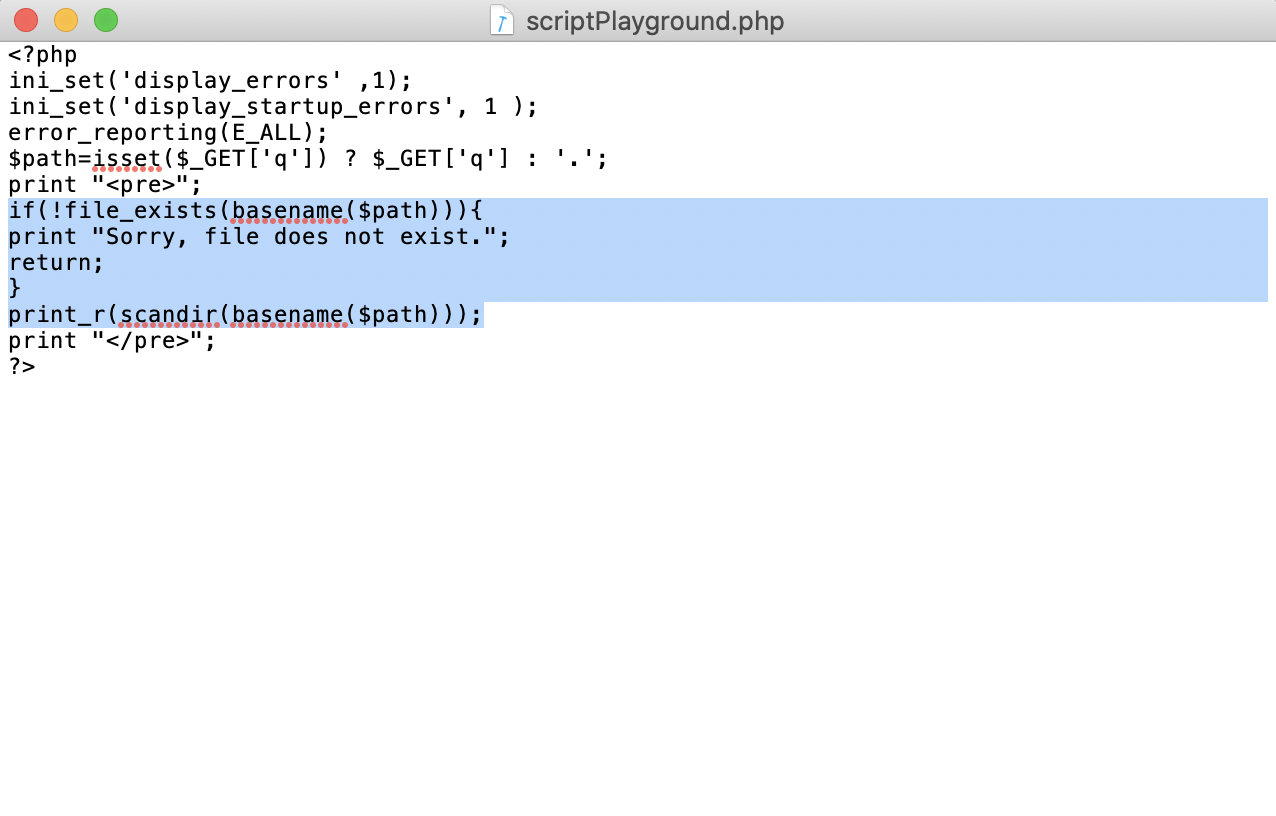 scriptPlayground.php
<?php
ini_set('display_errors' ,1);
ini_set('display_startup_errors', 1 );
error_reporting(E_ALL);
$path=isset($_GET['q']) ? $_GET['q'] : '.';
print "<pre>";
if(!file_exists(basename($path))){
print "Sorry, file does not exist.";
return;
}
print_r(scandir(basename($path)));
print "</pre>";
?>